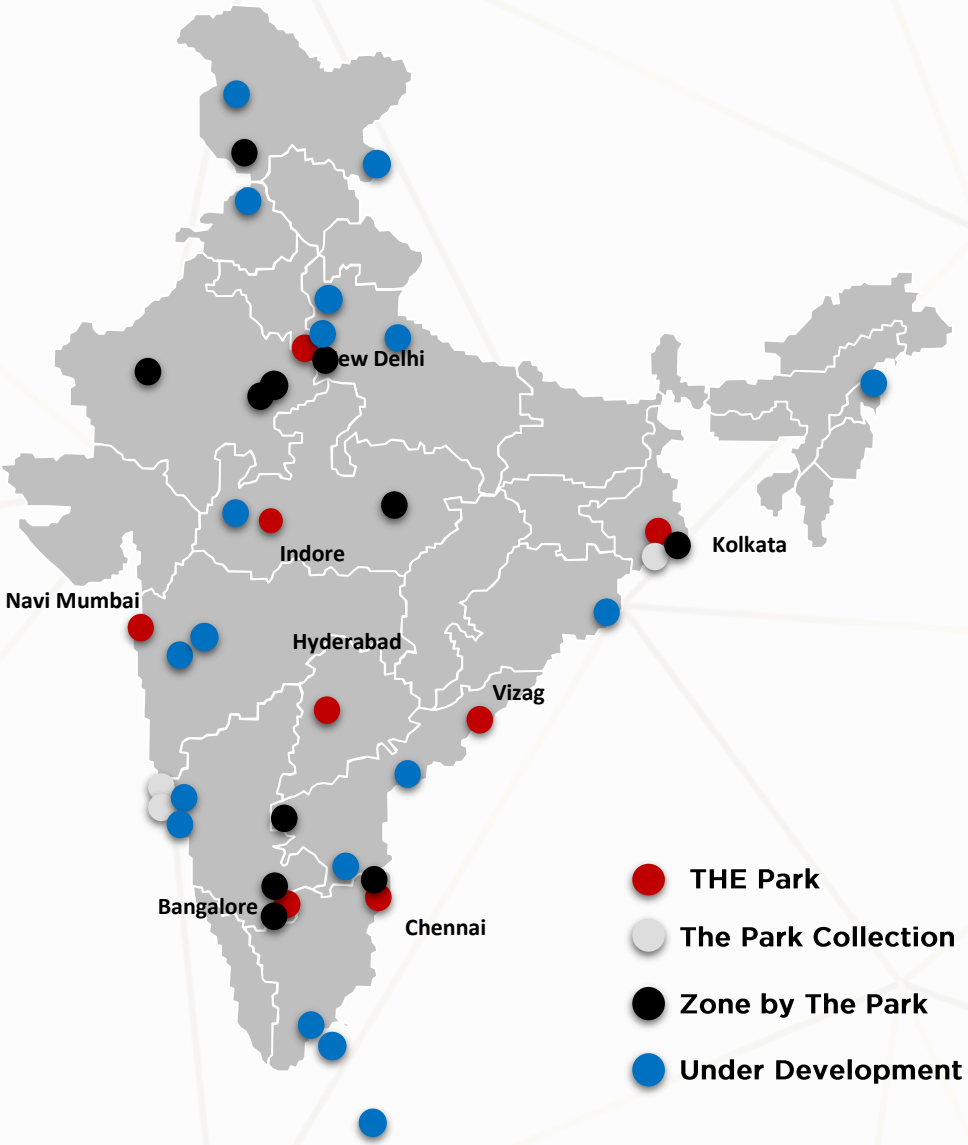 ew Delhi
Indore
Kolkata
Navi Mumbai
Hyderabad
Vizag
Bangalore
Chennai
THE Park
The Park Collection
Zone by The Park
Under Development